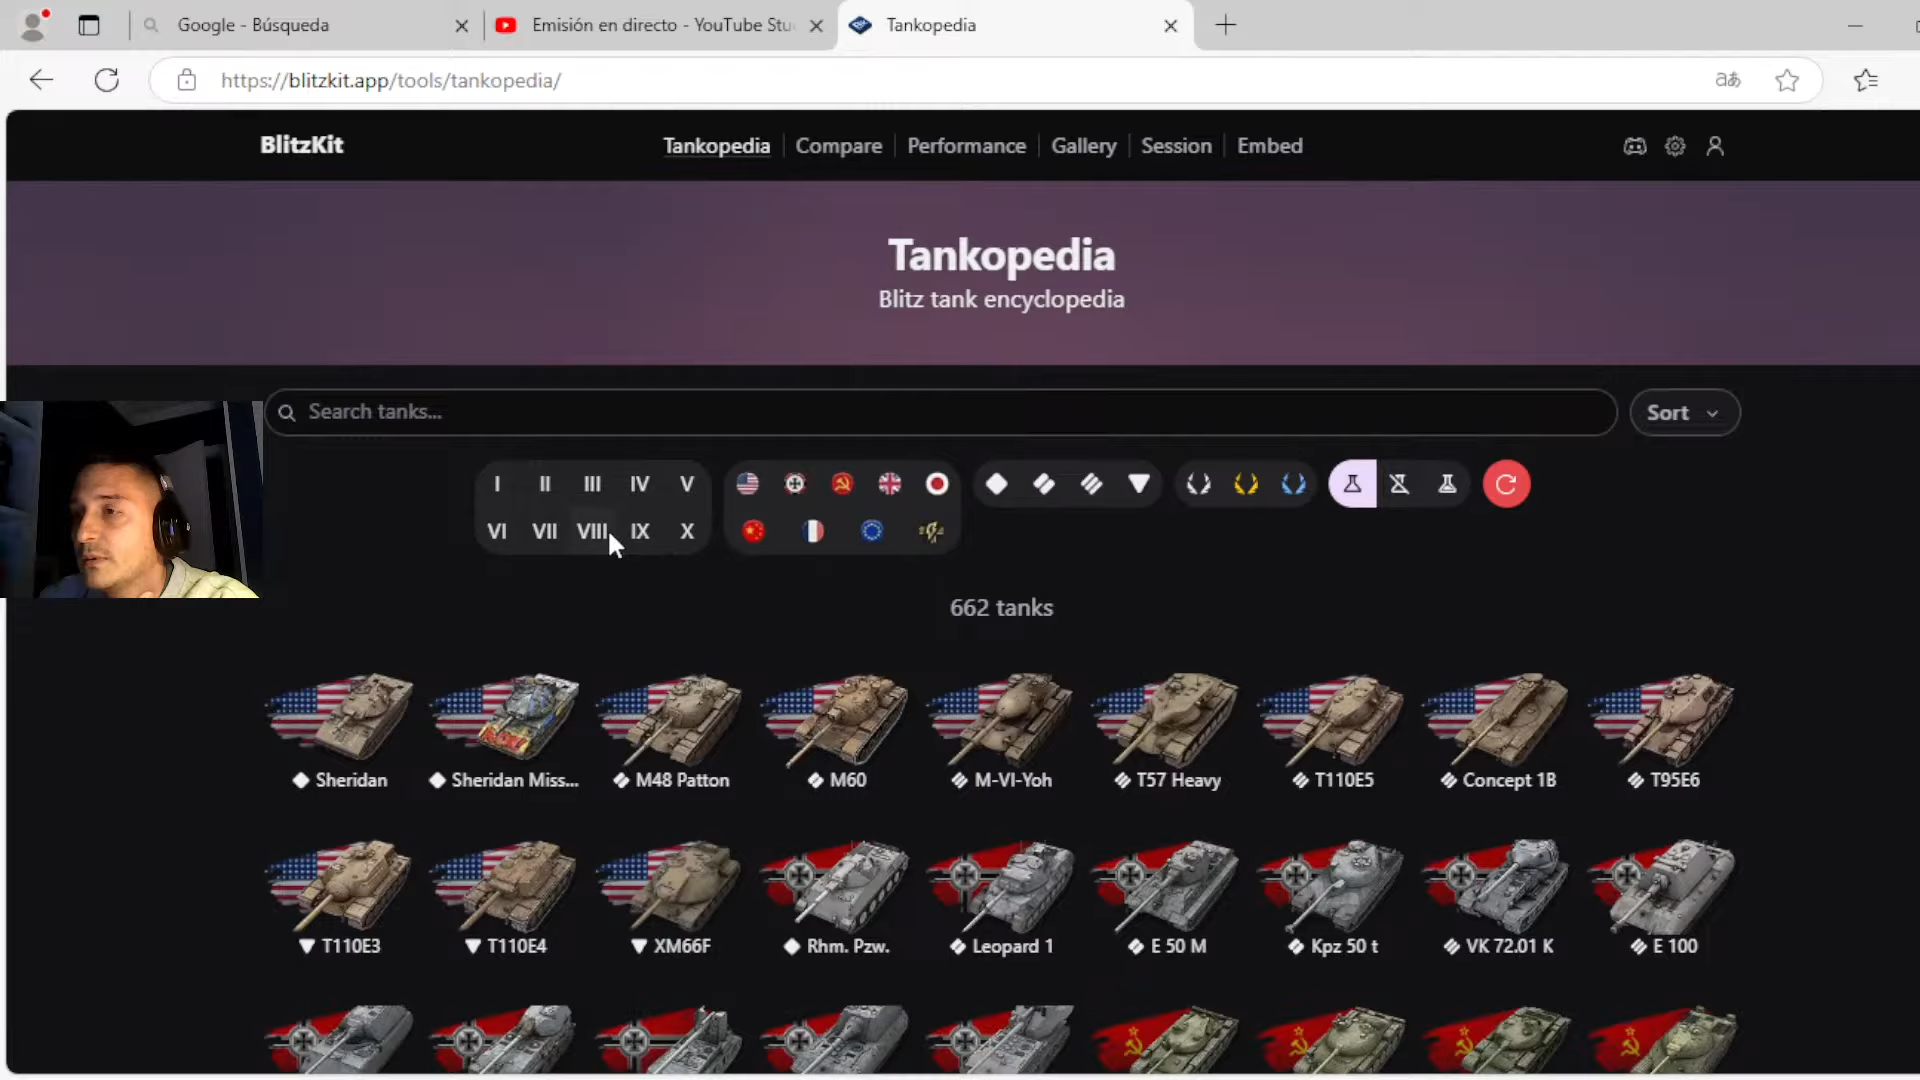 Google - Búsqueda
Emisión en directo - YouTube Stu
Tankopedia
https://blitzkit.app/tools/tankopedia/
BlitzKit
Tankopedia
Compare
Performance
Gallery
Session
Embed
Tankopedia
Blitz tank encyclopedia
Search tanks...
Sort
I II III IV V
VI VII VIII IX X
662 tanks
Sheridan
Sheridan Miss...
M48 Patton
M60
M-VI-Yoh
T57 Heavy
T110E5
Concept 1B
T95E6
T110E3
T110E4
XM66F
Rhm. Pzw.
Leopard 1
E 50 M
Kpz 50 t
VK 72.01 K
E 100